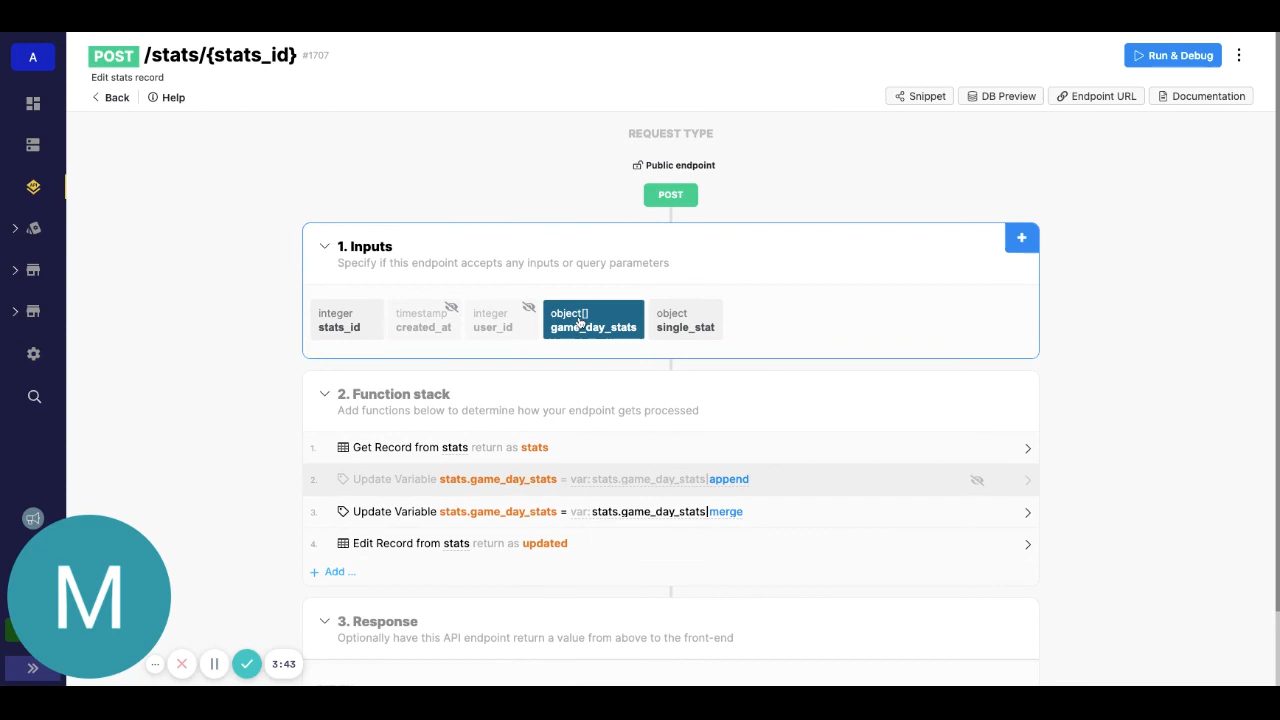 A
POST /stats/{stats_id} #1707
Run & Debug
Edit stats record
Back Help
Snippet DB Preview Endpoint URL Documentation
REQUEST TYPE
Public endpoint
POST
1. Inputs
Specify if this endpoint accepts any inputs or query parameters
+
integer timestamp integer object[] object
stats_id created_at user_id game_day_stats single_stat
2. Function stack
Add functions below to determine how your endpoint gets processed
1. Get Record from stats return as stats
2. Update Variable stats.game_day_stats = var: stats.game_day_stats|append
3. Update Variable stats.game_day_stats = var: stats.game_day_stats|merge
4. Edit Record from stats return as updated
+ Add ...
3. Response
Optionally have this API endpoint return a value from above to the front-end
M
3:43